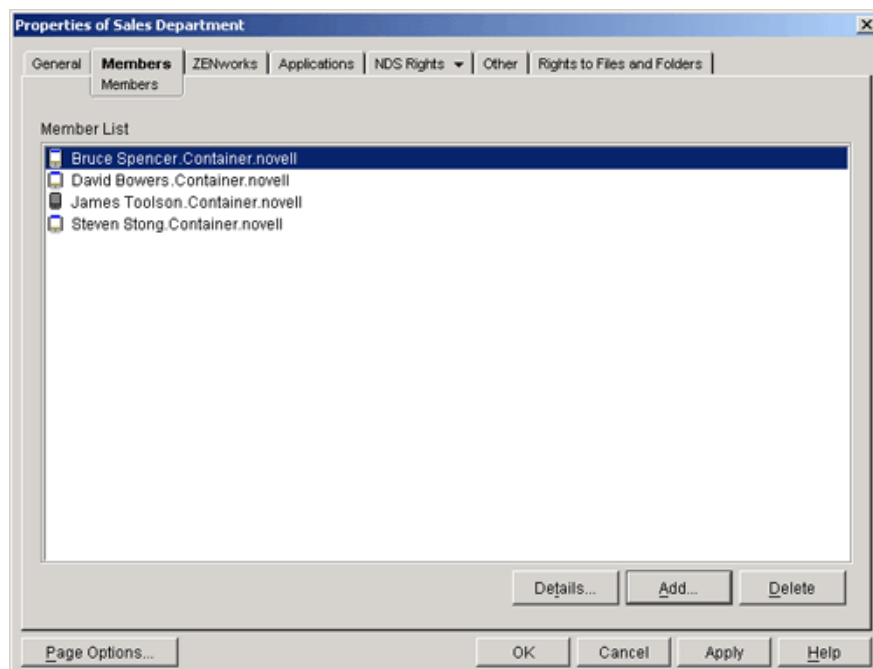 Properties of Sales Department
General Members ZENworks Applications NDS Rights Other Rights to Files and Folders
Members
Member List
Bruce Spencer.Container.novell
David Bowers.Container.novell
James Toolson.Container.novell
Steven Stong.Container.novell
Details... Add... Delete
Page Options... OK Cancel Apply Help